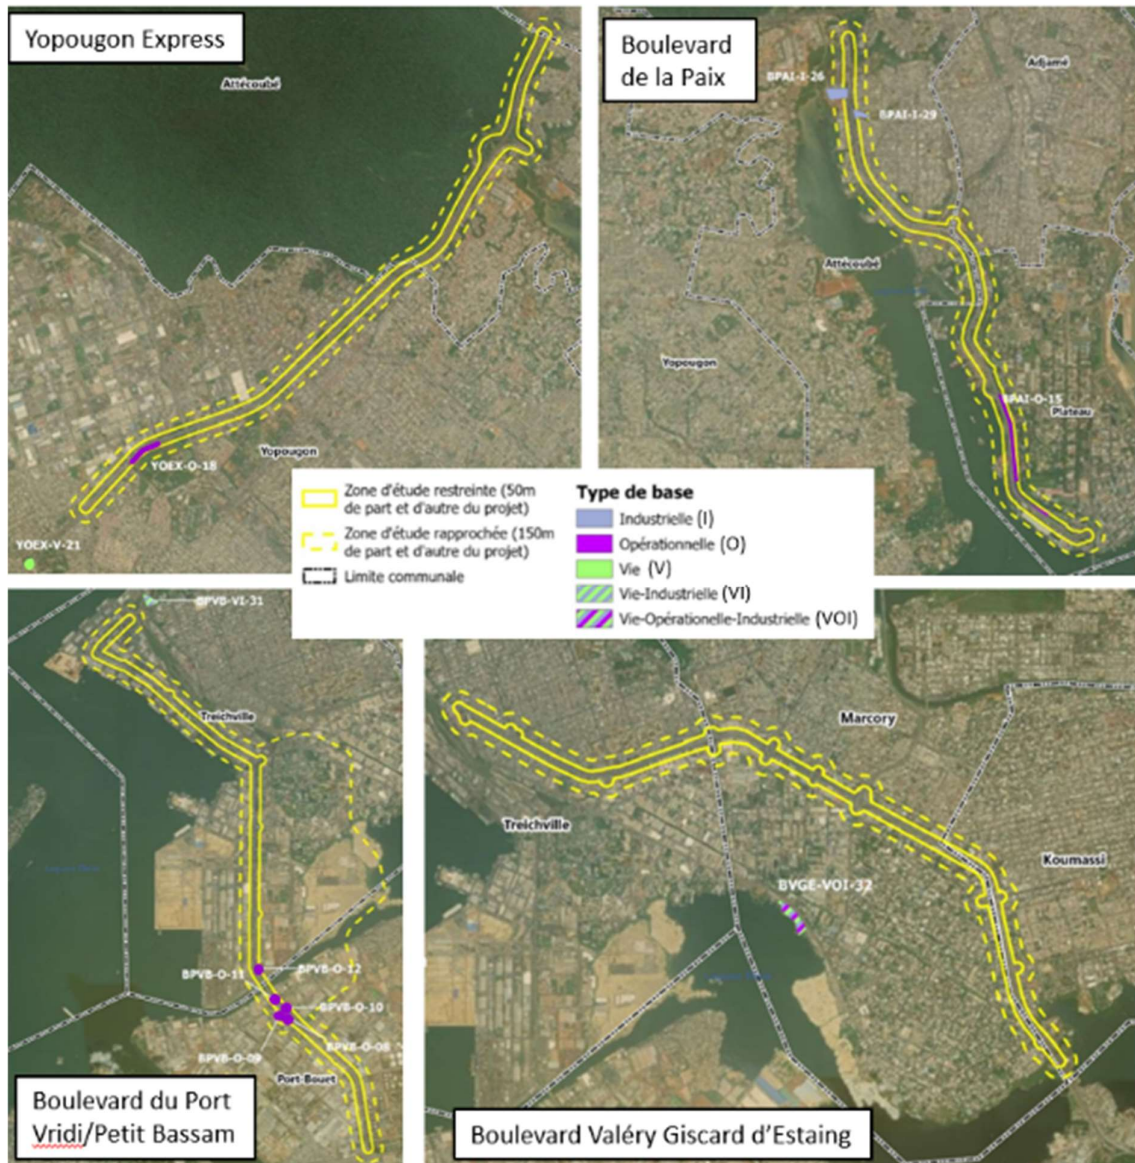 Yopougon Express
Attécoubé
YOEX-O-18
Yopougon
YOEX-V-21
Boulevard
de la Paix
BPAI-I-26
Adjamé
BPAI-I-29
Attécoubé
Yopougon
BPAI-O-15
Plateau
Zone d'étude restreinte (50m
de part et d'autre du projet)
Zone d'étude rapprochée (150m
de part et d'autre du projet)
Limite communale
Type de base
Industrielle (I)
Opérationnelle (O)
Vie (V)
Vie-Industrielle (VI)
Vie-Opérationelle-Industrielle (VOI)
BPVB-VI-31
Treichville
BPVB-O-11
BPVB-O-12
BPVB-O-10
BPVB-O-09
BPVB-O-08
Port-Bouet
Boulevard du Port
Vridi/Petit Bassam
Marcory
Treichville
Koumassi
BVGE-VOI-32
Boulevard Valéry Giscard d'Estaing